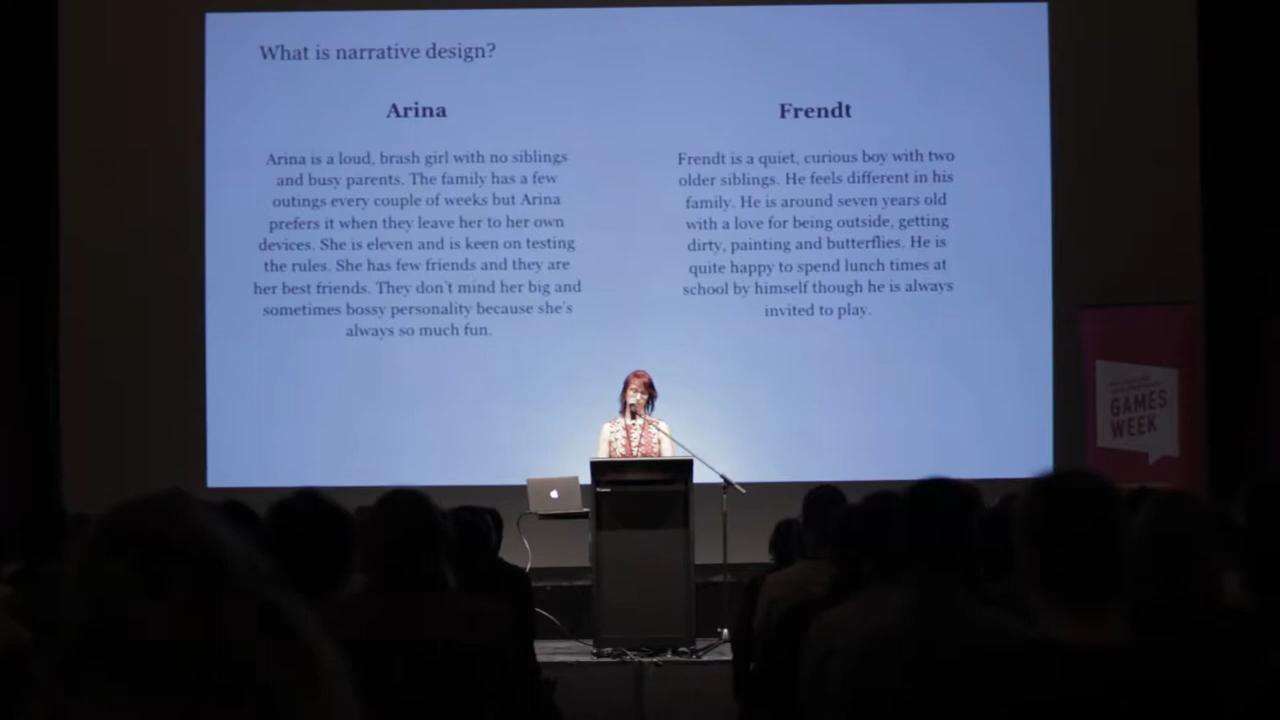 What is narrative design?
Arina
Arina is a loud, brash girl with no siblings
and busy parents. The family has a few
outings every couple of weeks but Arina
prefers it when they leave her to her own
devices. She is eleven and is keen on testing
the rules. She has few friends and they are
her best friends. They don't mind her big and
sometimes bossy personality because she's
always so much fun.
Frendt
Frendt is a quiet, curious boy with two
older siblings. He feels different in his
family. He is around seven years old
with a love for being outside, getting
dirty, painting and butterflies. He is
quite happy to spend lunch times at
school by himself though he is always
invited to play.
GAMES
WEEK